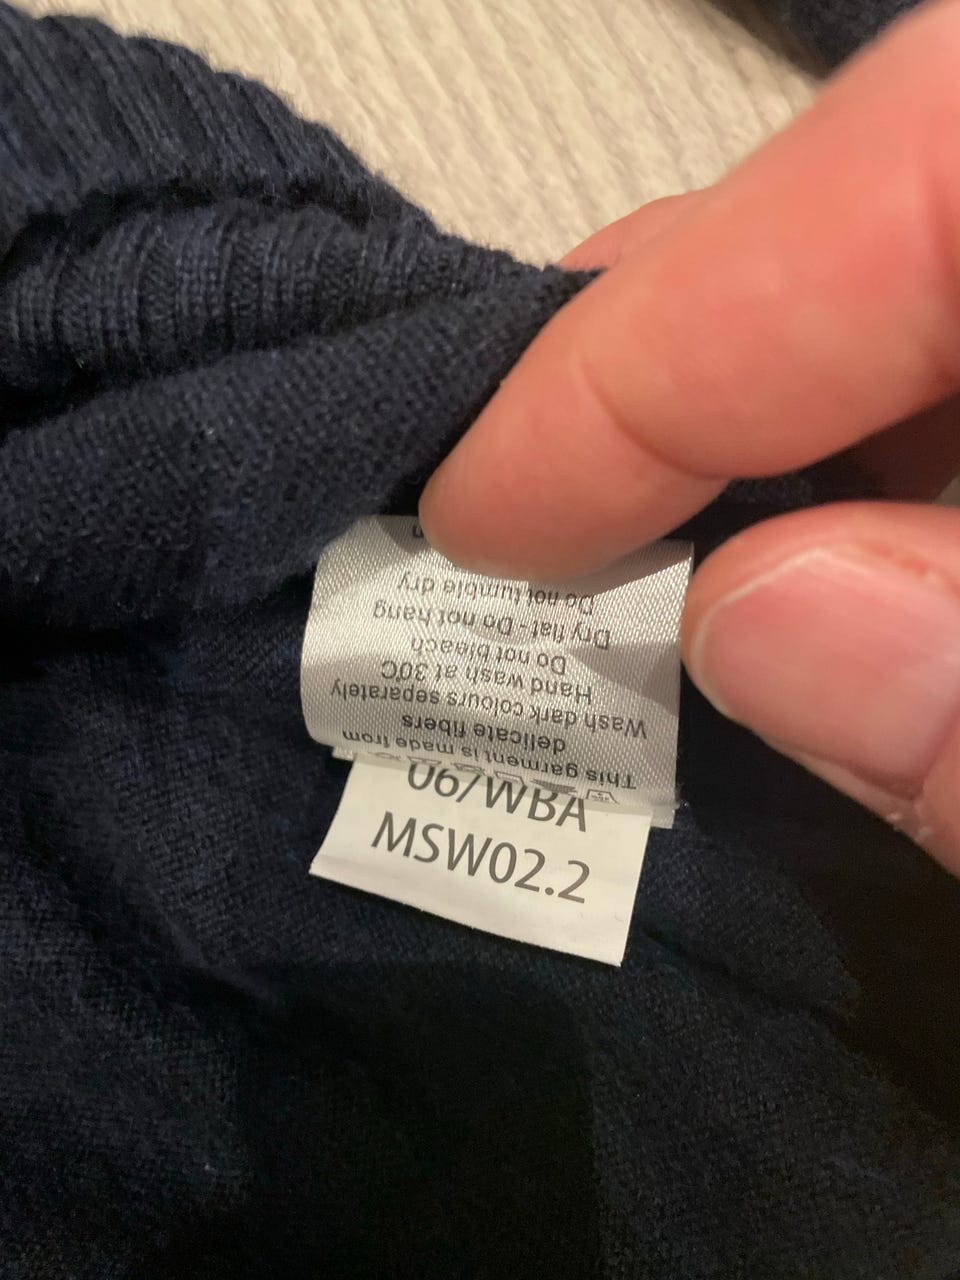 This garment is made from
delicate fibers
Wash dark colours separately
Hand wash at 30C
Do not bleach
Dry flat - Do not hang
Do not tumble dry
06/WBA
MSW02.2